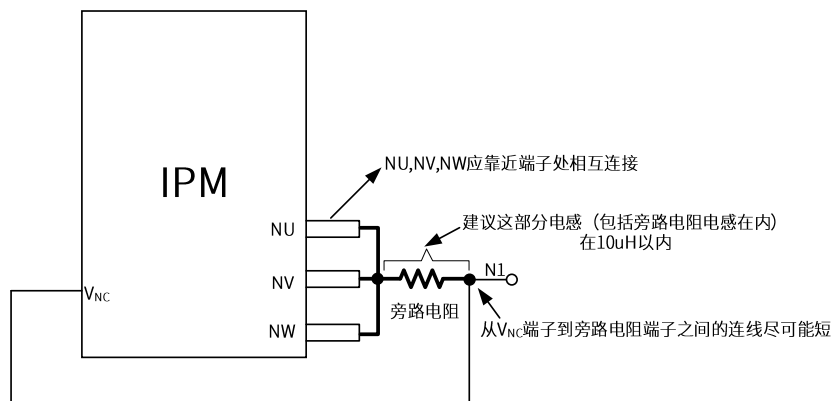 NU,NV,NW应靠近端子处相互连接
IPM
建议这部分电感（包括旁路电阻电感在内）
在10uH以内
NU
N1
NV
VNC
旁路电阻
从VNC端子到旁路电阻端子之间的连线尽可能短
NW